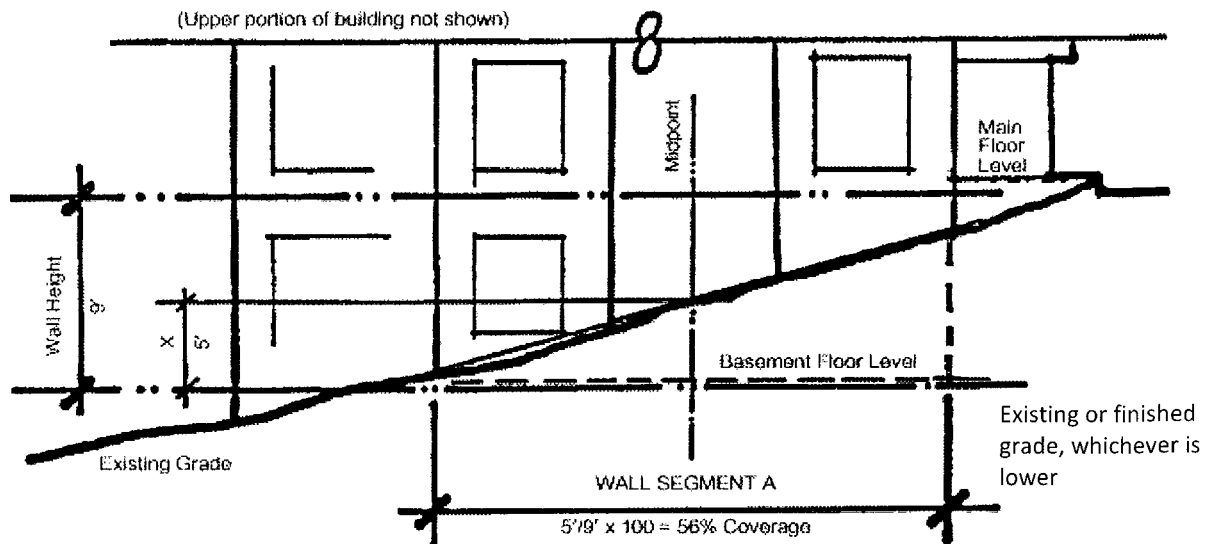 (Upper portion of building not shown)
8
Midpoint
Main
Floor
Level
Wall Height
9'
X
5'
Basement Floor Level
Existing Grade
Existing or finished
grade, whichever is
lower
WALL SEGMENT A
5'/9' x 100 = 56% Coverage